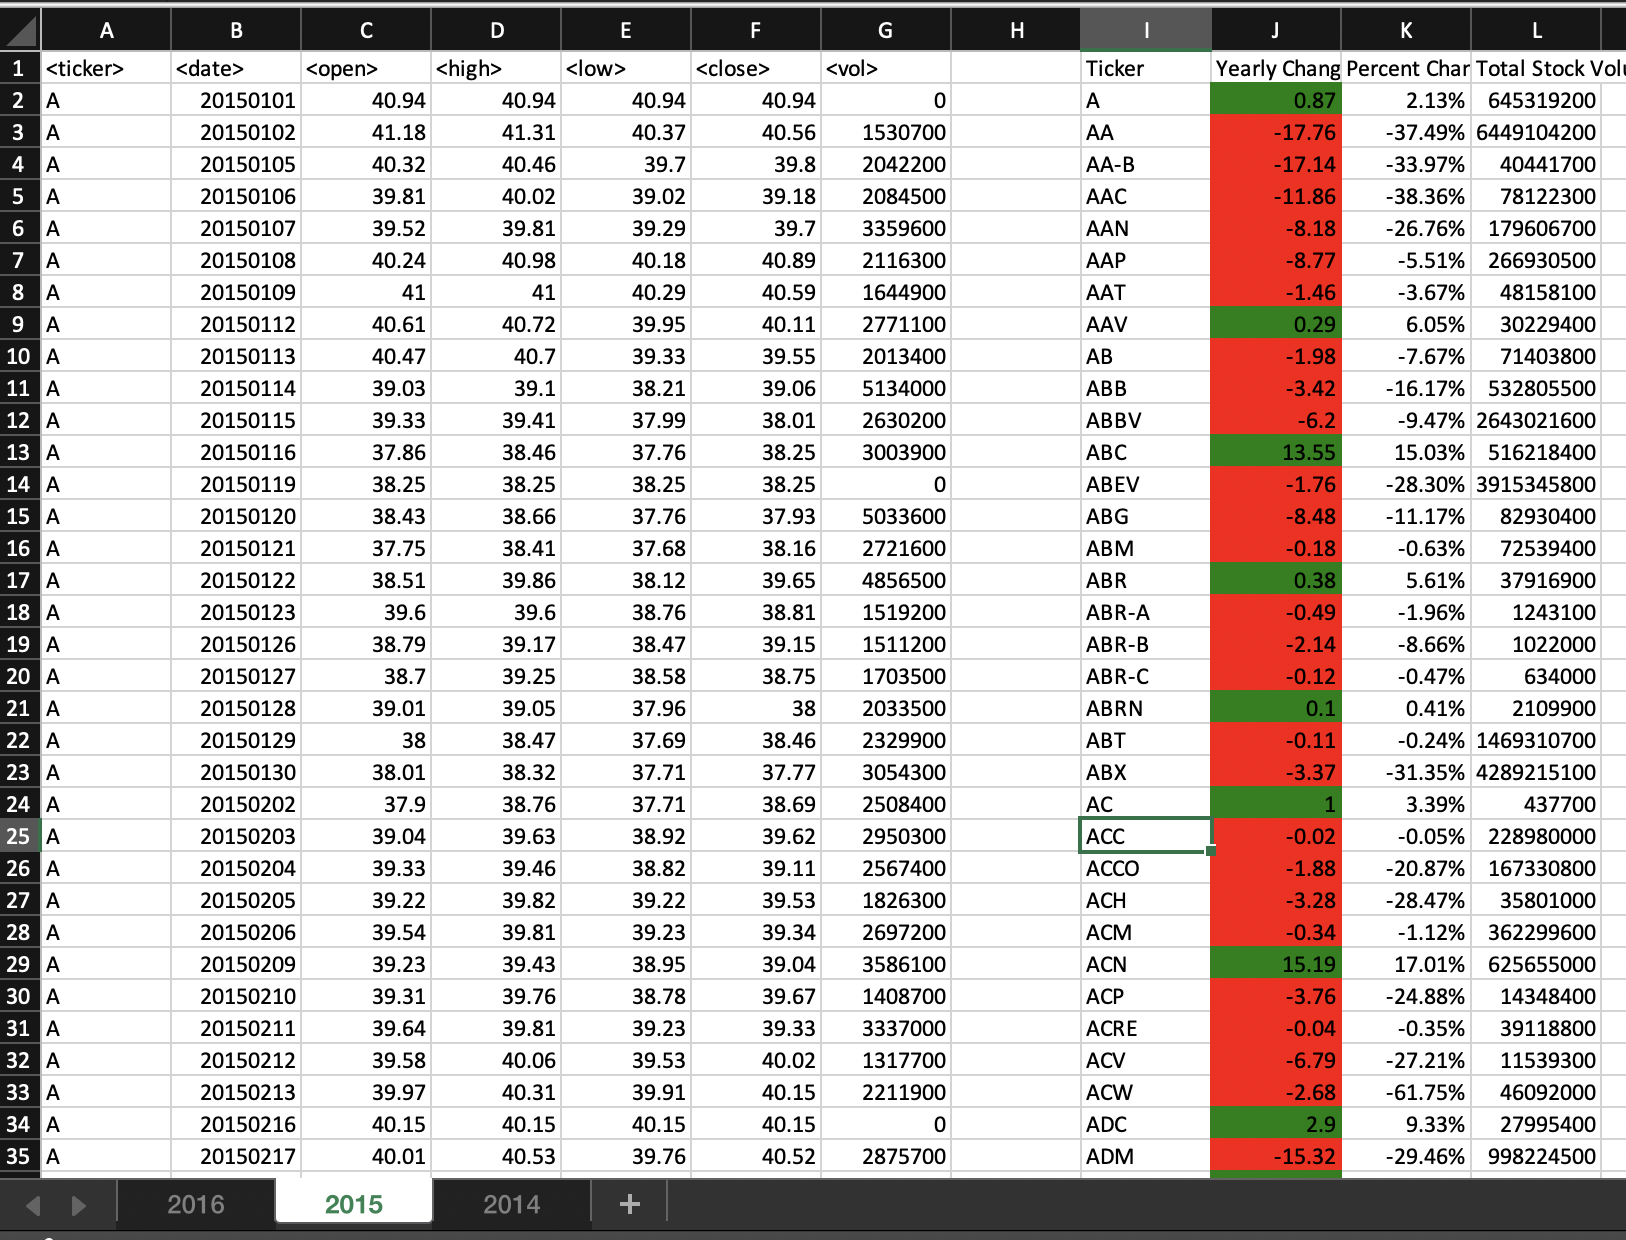 A B C D E F G H I J K L
1 <ticker> <date> <open> <high> <low> <close> <vol> Ticker Yearly Chang Percent Char Total Stock Volu
2 A 20150101 40.94 40.94 40.94 40.94 0 A 0.87 2.13% 645319200
3 A 20150102 41.18 41.31 40.37 40.56 1530700 AA -17.76 -37.49% 6449104200
4 A 20150105 40.32 40.46 39.7 39.8 2042200 AA-B -17.14 -33.97% 40441700
5 A 20150106 39.81 40.02 39.02 39.18 2084500 AAC -11.86 -38.36% 78122300
6 A 20150107 39.52 39.81 39.29 39.7 3359600 AAN -8.18 -26.76% 179606700
7 A 20150108 40.24 40.98 40.18 40.89 2116300 AAP -8.77 -5.51% 266930500
8 A 20150109 41 41 40.29 40.59 1644900 AAT -1.46 -3.67% 48158100
9 A 20150112 40.61 40.72 39.95 40.11 2771100 AAV 0.29 6.05% 30229400
10 A 20150113 40.47 40.7 39.33 39.55 2013400 AB -1.98 -7.67% 71403800
11 A 20150114 39.03 39.1 38.21 39.06 5134000 ABB -3.42 -16.17% 532805500
12 A 20150115 39.33 39.41 37.99 38.01 2630200 ABBV -6.2 -9.47% 2643021600
13 A 20150116 37.86 38.46 37.76 38.25 3003900 ABC 13.55 15.03% 516218400
14 A 20150119 38.25 38.25 38.25 38.25 0 ABEV -1.76 -28.30% 3915345800
15 A 20150120 38.43 38.66 37.76 37.93 5033600 ABG -8.48 -11.17% 82930400
16 A 20150121 37.75 38.41 37.68 38.16 2721600 ABM -0.18 -0.63% 72539400
17 A 20150122 38.51 39.86 38.12 39.65 4856500 ABR 0.38 5.61% 37916900
18 A 20150123 39.6 39.6 38.76 38.81 1519200 ABR-A -0.49 -1.96% 1243100
19 A 20150126 38.79 39.17 38.47 39.15 1511200 ABR-B -2.14 -8.66% 1022000
20 A 20150127 38.7 39.25 38.58 38.75 1703500 ABR-C -0.12 -0.47% 634000
21 A 20150128 39.01 39.05 37.96 38 2033500 ABRN 0.1 0.41% 2109900
22 A 20150129 38 38.47 37.69 38.46 2329900 ABT -0.11 -0.24% 1469310700
23 A 20150130 38.01 38.32 37.71 37.77 3054300 ABX -3.37 -31.35% 4289215100
24 A 20150202 37.9 38.76 37.71 38.69 2508400 AC 1 3.39% 437700
25 A 20150203 39.04 39.63 38.92 39.62 2950300 ACC -0.02 -0.05% 228980000
26 A 20150204 39.33 39.46 38.82 39.11 2567400 ACCO -1.88 -20.87% 167330800
27 A 20150205 39.22 39.82 39.22 39.53 1826300 ACH -3.28 -28.47% 35801000
28 A 20150206 39.54 39.81 39.23 39.34 2697200 ACM -0.34 -1.12% 362299600
29 A 20150209 39.23 39.43 38.95 39.04 3586100 ACN 15.19 17.01% 625655000
30 A 20150210 39.31 39.76 38.78 39.67 1408700 ACP -3.76 -24.88% 14348400
31 A 20150211 39.64 39.81 39.23 39.33 3337000 ACRE -0.04 -0.35% 39118800
32 A 20150212 39.58 40.06 39.53 40.02 1317700 ACV -6.79 -27.21% 11539300
33 A 20150213 39.97 40.31 39.91 40.15 2211900 ACW -2.68 -61.75% 46092000
34 A 20150216 40.15 40.15 40.15 40.15 0 ADC 2.9 9.33% 27995400
35 A 20150217 40.01 40.53 39.76 40.52 2875700 ADM -15.32 -29.46% 998224500
2016 2015 2014 +